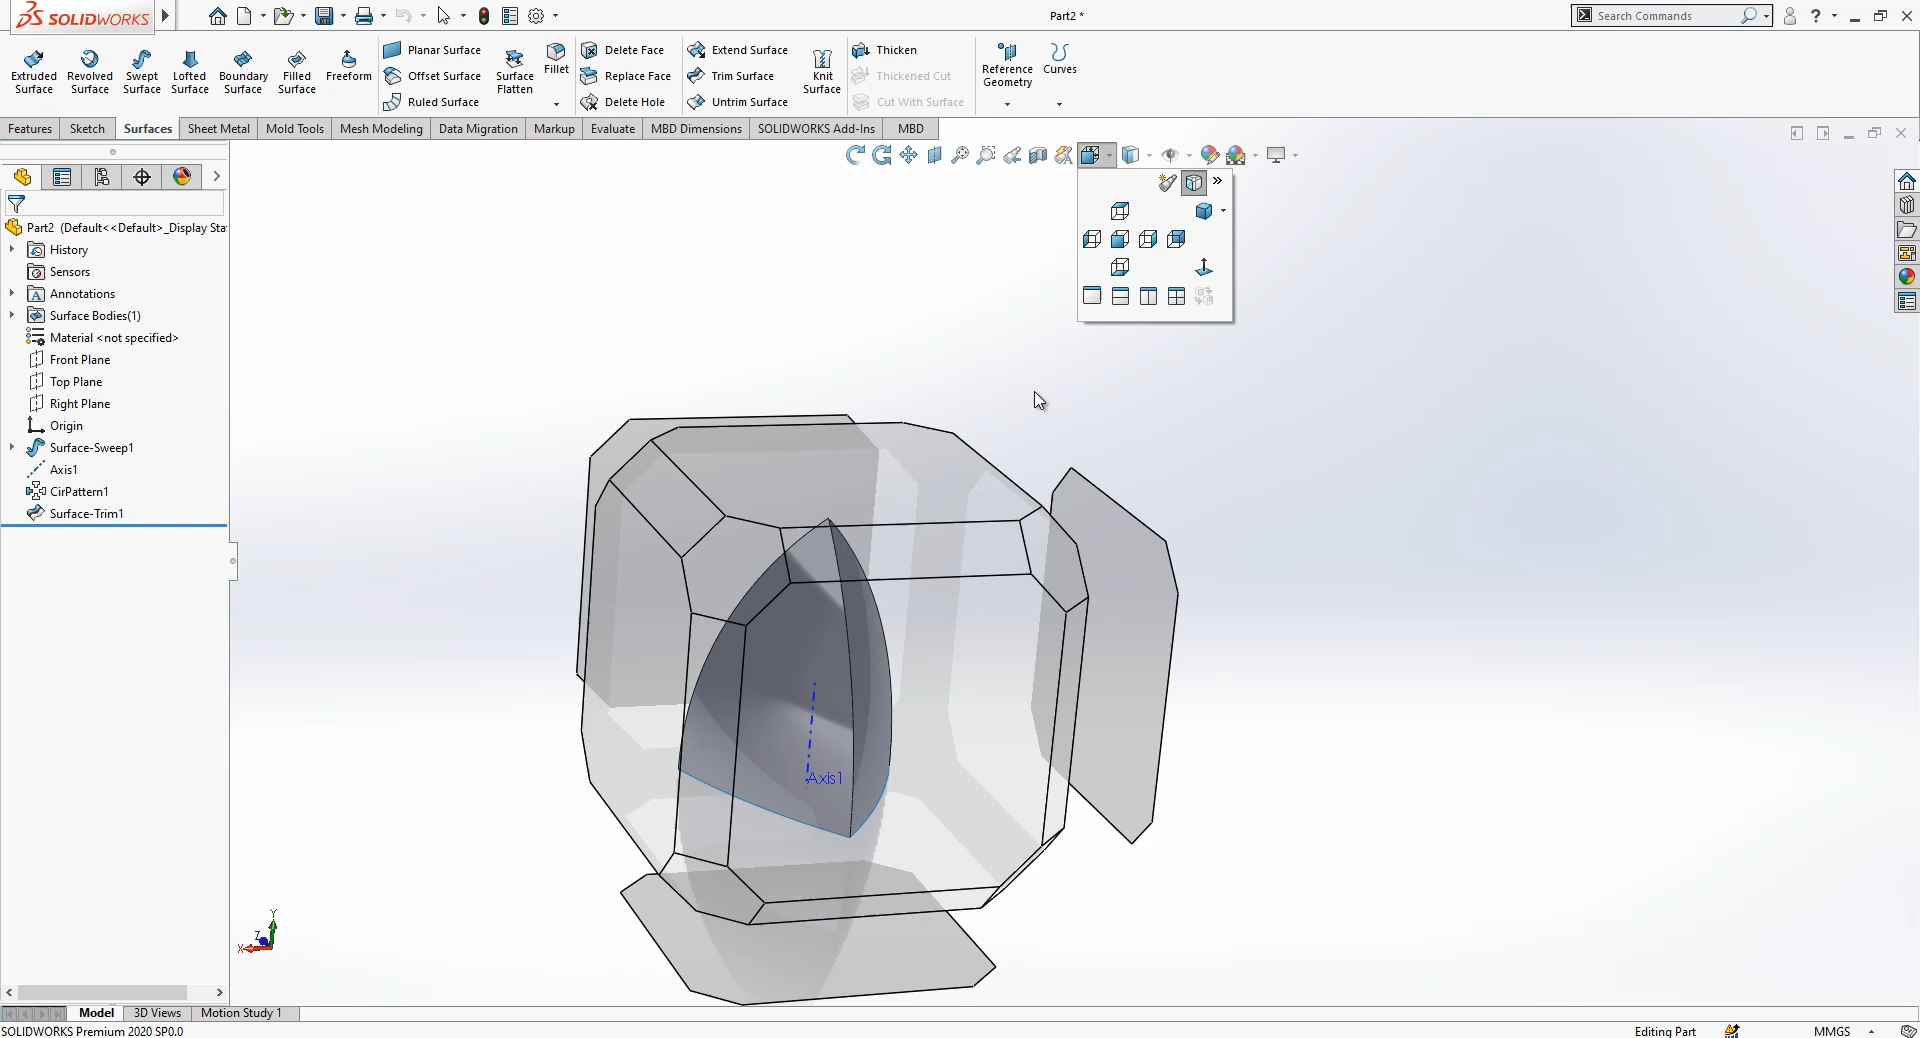 SOLIDWORKS
Part2 *
Search Commands
?
Extruded Surface
Revolved Surface
Swept Surface
Lofted Surface
Boundary Surface
Filled Surface
Freeform
Planar Surface
Offset Surface
Ruled Surface
Surface Flatten
Fillet
Delete Face
Replace Face
Delete Hole
Extend Surface
Trim Surface
Untrim Surface
Knit Surface
Thicken
Thickened Cut
Cut With Surface
Reference Geometry
Curves
Features
Sketch
Surfaces
Sheet Metal
Mold Tools
Mesh Modeling
Data Migration
Markup
Evaluate
MBD Dimensions
SOLIDWORKS Add-Ins
MBD
Part2 (Default<<Default>_Display Sta
History
Sensors
Annotations
Surface Bodies(1)
Material <not specified>
Front Plane
Top Plane
Right Plane
Origin
Surface-Sweep1
Axis1
CirPattern1
Surface-Trim1
Axis1
Y
Z
X
Model
3D Views
Motion Study 1
SOLIDWORKS Premium 2020 SP0.0
Editing Part
MMGS